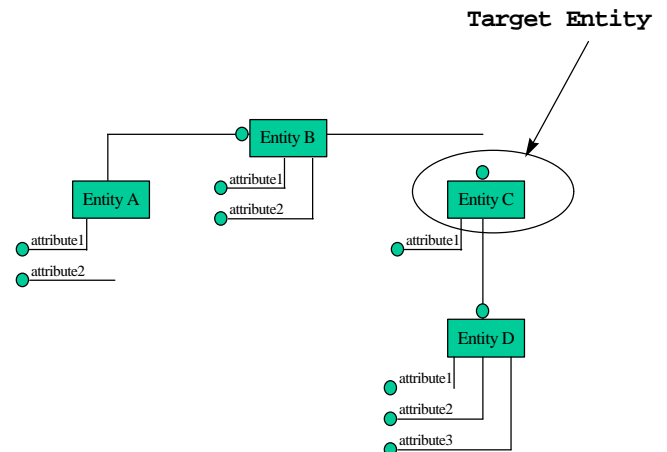 Target Entity
Entity B
attribute1
attribute2
Entity A
attribute1
attribute2
Entity C
attribute1
Entity D
attribute1
attribute2
attribute3